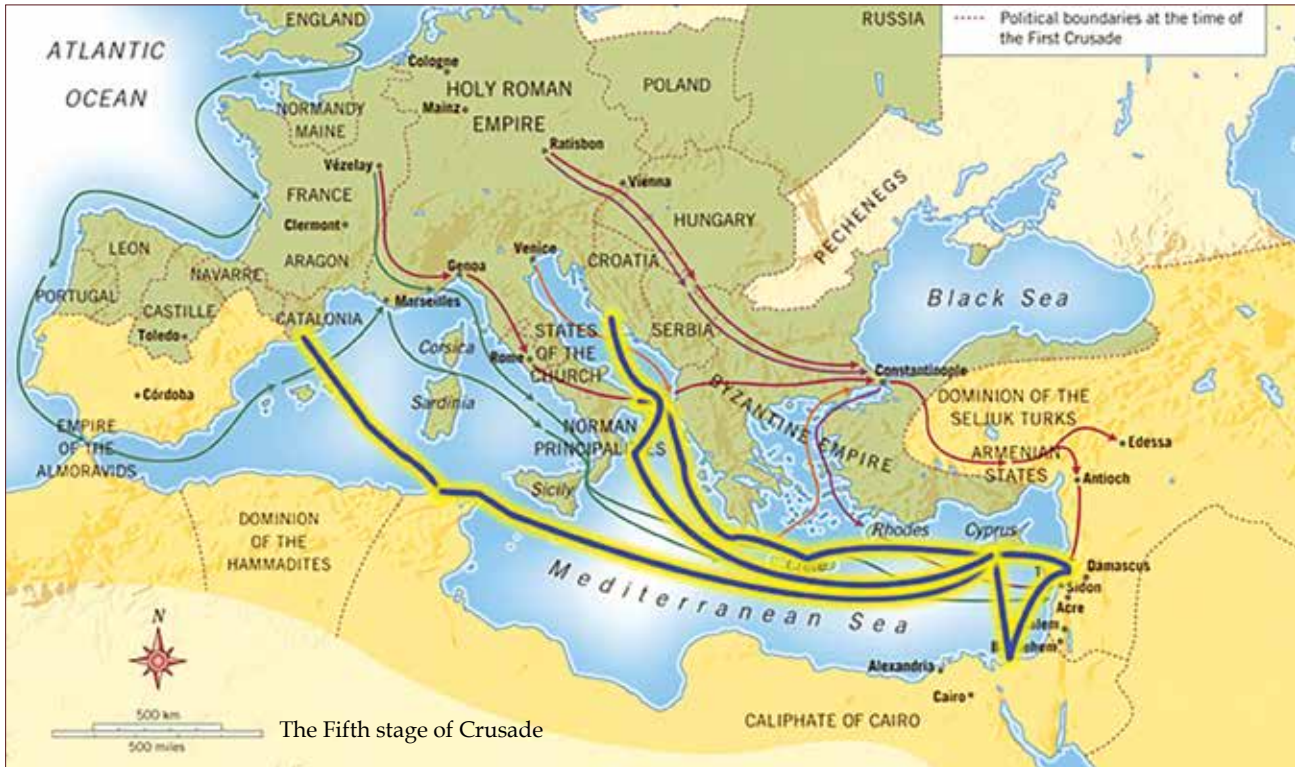 ENGLAND
RUSSIA
Political boundaries at the time of
the First Crusade
ATLANTIC
OCEAN
Cologne
HOLY ROMAN
EMPIRE
POLAND
Mainz
NORMANDY
MAINE
Ratisbon
Vézelay
Vienna
FRANCE
HUNGARY
PECHENEGS
Clermont
LEON
Venice
CROATIA
NAVARRE
ARAGON
Genoa
Black Sea
PORTUGAL
Marseilles
CASTILLE
CATALONIA
STATES
OF THE
CHURCH
SERBIA
Toledo
Corsica
Rome
Constantinople
Córdoba
Sardinia
BYZANTINE EMPIRE
DOMINION OF THE
SELJUK TURKS
EMPIRE
OF THE
ALMORAVIDS
NORMAN
Edessa
ARMENIAN
STATES
Antioch
Sicily
Rhodes
Cyprus
DOMINION
OF THE
HAMMADITES
Damascus
Sidon
Acre
Mediterranean Sea
N
Alexandria
Cairo
CALIPHATE OF CAIRO
500 km
500 miles
The Fifth stage of Crusade